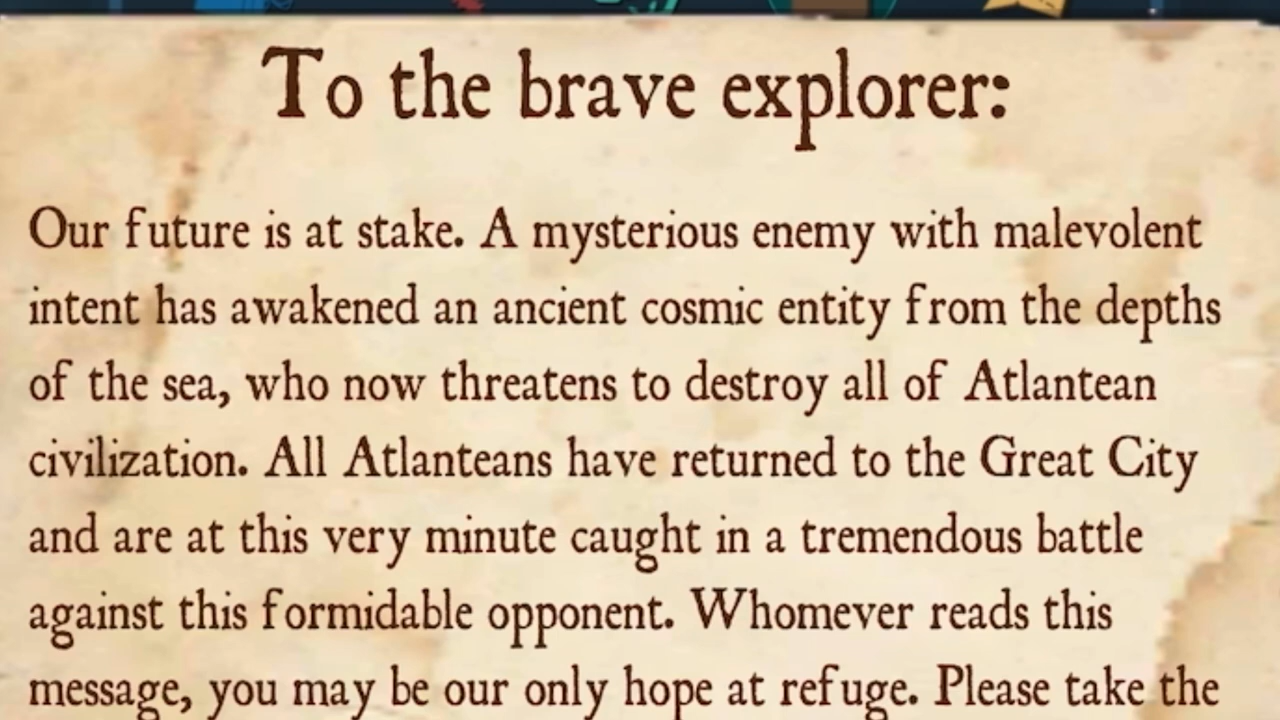 To the brave explorer:
Our future is at stake. A mysterious enemy with malevolent
intent has awakened an ancient cosmic entity from the depths
of the sea, who now threatens to destroy all of Atlantean
civilization. All Atlanteans have returned to the Great City
and are at this very minute caught in a tremendous battle
against this formidable opponent. Whomever reads this
message, you may be our only hope at refuge. Please take the